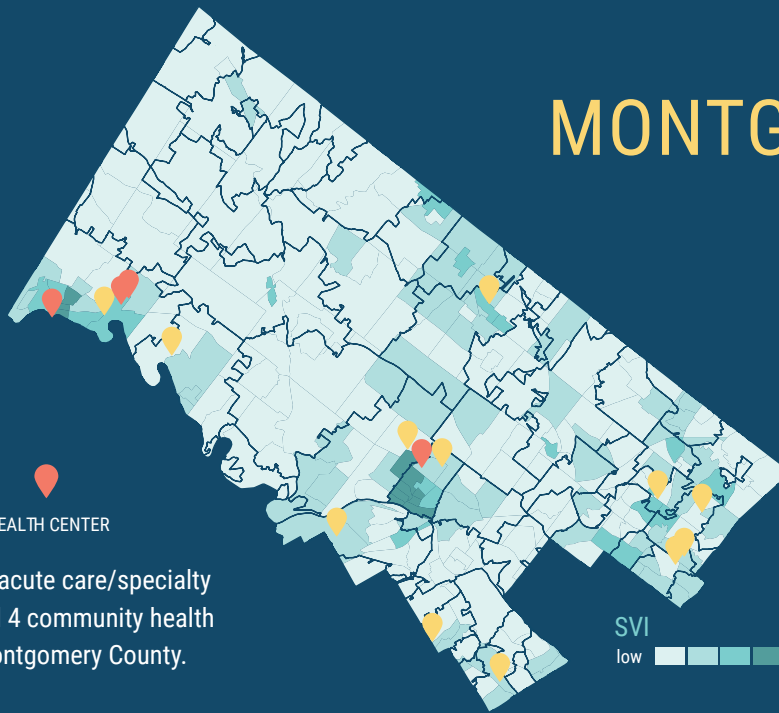 MONTG
EALTH CENTER
acute care/specialty
4 community health
ntgomery County.
SVI
low